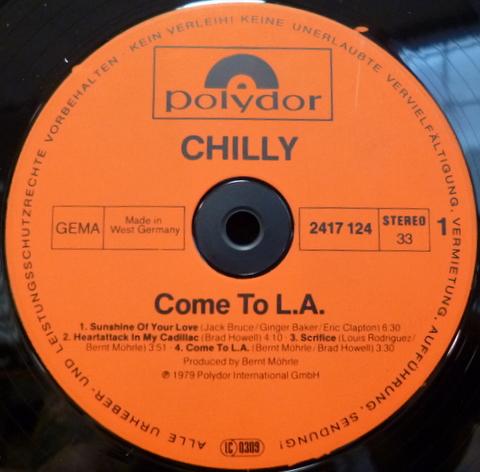 ALLE URHEBER- UND LEISTUNGSSCHUTZRECHTE VORBEHALTEN · KEIN VERLEIH! KEINE UNERLAUBTE VERVIELFÄLTIGUNG, VERMIETUNG, AUFFÜHRUNG, SENDUNG!
polydor
CHILLY
GEMA
Made in
West Germany
2417 124
STEREO
33
1
Come To L.A.
1. Sunshine Of Your Love (Jack Bruce/Ginger Baker/Eric Clapton) 6:30
2. Heartattack In My Cadillac (Brad Howell) 4:10 · 3. Scrifice (Louis Rodriguez/
Bernt Möhrle) 3:51 · 4. Come To L.A. (Bernt Möhrle/Brad Howell) 3:30
Produced by Bernt Möhrle
℗ 1979 Polydor International GmbH
LC 0309